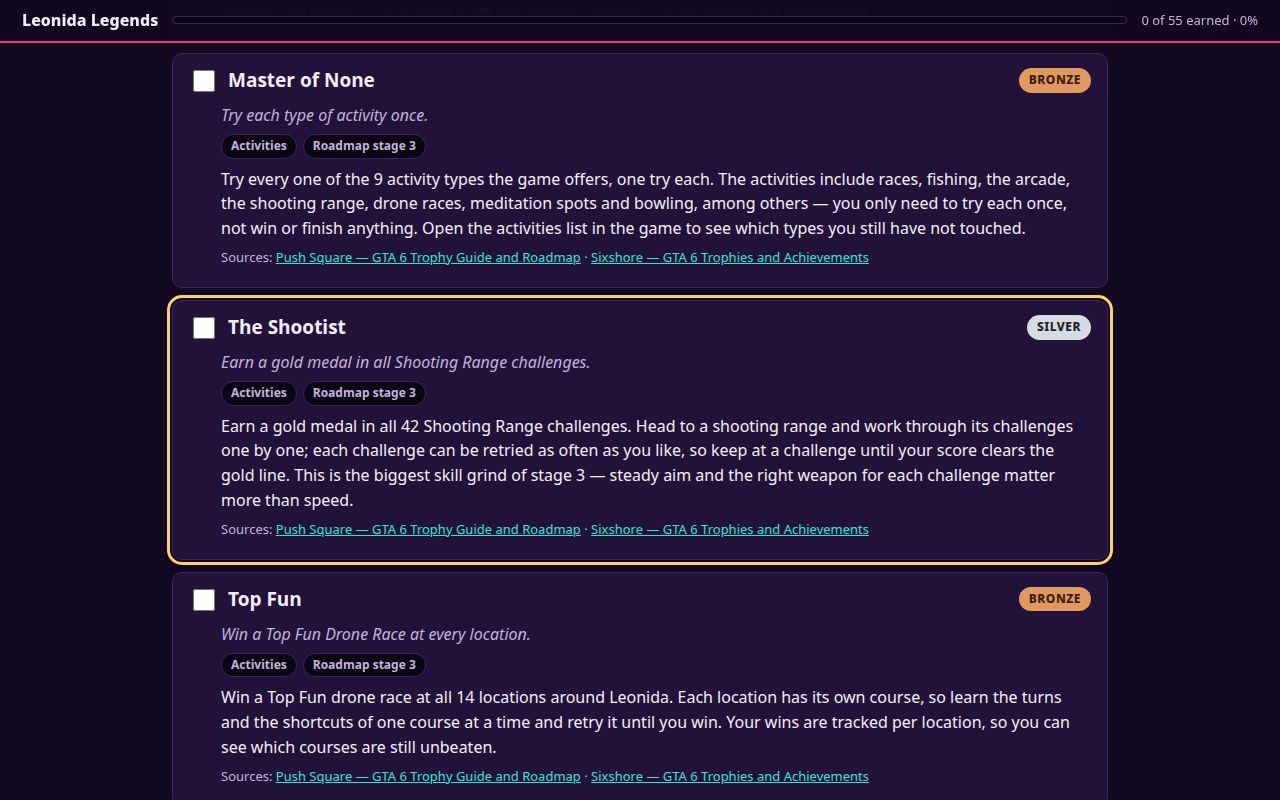 Leonida Legends
0 of 55 earned · 0%
Master of None
BRONZE
Try each type of activity once.
Activities
Roadmap stage 3
Try every one of the 9 activity types the game offers, one try each. The activities include races, fishing, the arcade,
the shooting range, drone races, meditation spots and bowling, among others — you only need to try each once,
not win or finish anything. Open the activities list in the game to see which types you still have not touched.
Sources: Push Square — GTA 6 Trophy Guide and Roadmap · Sixshore — GTA 6 Trophies and Achievements
The Shootist
SILVER
Earn a gold medal in all Shooting Range challenges.
Activities
Roadmap stage 3
Earn a gold medal in all 42 Shooting Range challenges. Head to a shooting range and work through its challenges
one by one; each challenge can be retried as often as you like, so keep at a challenge until your score clears the
gold line. This is the biggest skill grind of stage 3 — steady aim and the right weapon for each challenge matter
more than speed.
Sources: Push Square — GTA 6 Trophy Guide and Roadmap · Sixshore — GTA 6 Trophies and Achievements
Top Fun
BRONZE
Win a Top Fun Drone Race at every location.
Activities
Roadmap stage 3
Win a Top Fun drone race at all 14 locations around Leonida. Each location has its own course, so learn the turns
and the shortcuts of one course at a time and retry it until you win. Your wins are tracked per location, so you can
see which courses are still unbeaten.
Sources: Push Square — GTA 6 Trophy Guide and Roadmap · Sixshore — GTA 6 Trophies and Achievements